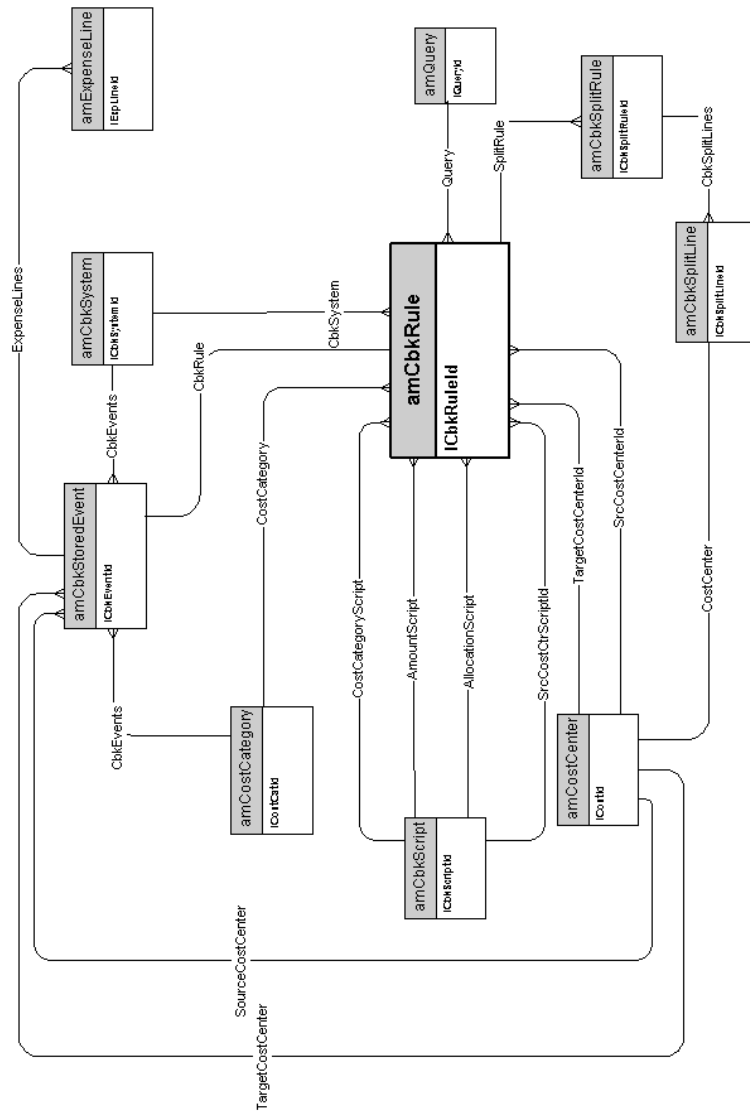 TargetCostCenter
SourceCostCenter
ExpenseLines
amCbkStoredEvent
lCbkEventId
amCbkSystem
lCbkSystemId
amExpenseLine
lExpLineId
CbkEvents
CbkEvents
CbkRule
amCostCategory
lCostCatId
CostCategory
CbkSystem
CostCategoryScript
AmountScript
amCbkRule
lCbkRuleId
amCbkScript
lCbkScriptId
AllocationScript
Query
amQuery
lQueryId
SrcCostCtrScriptId
SplitRule
amCostCenter
lCostId
TargetCostCenterId
SrcCostCenterId
amCbkSplitRule
lCbkSplitRuleId
amCbkSplitLine
lCbkSplitLineId
CbkSplitLines
CostCenter